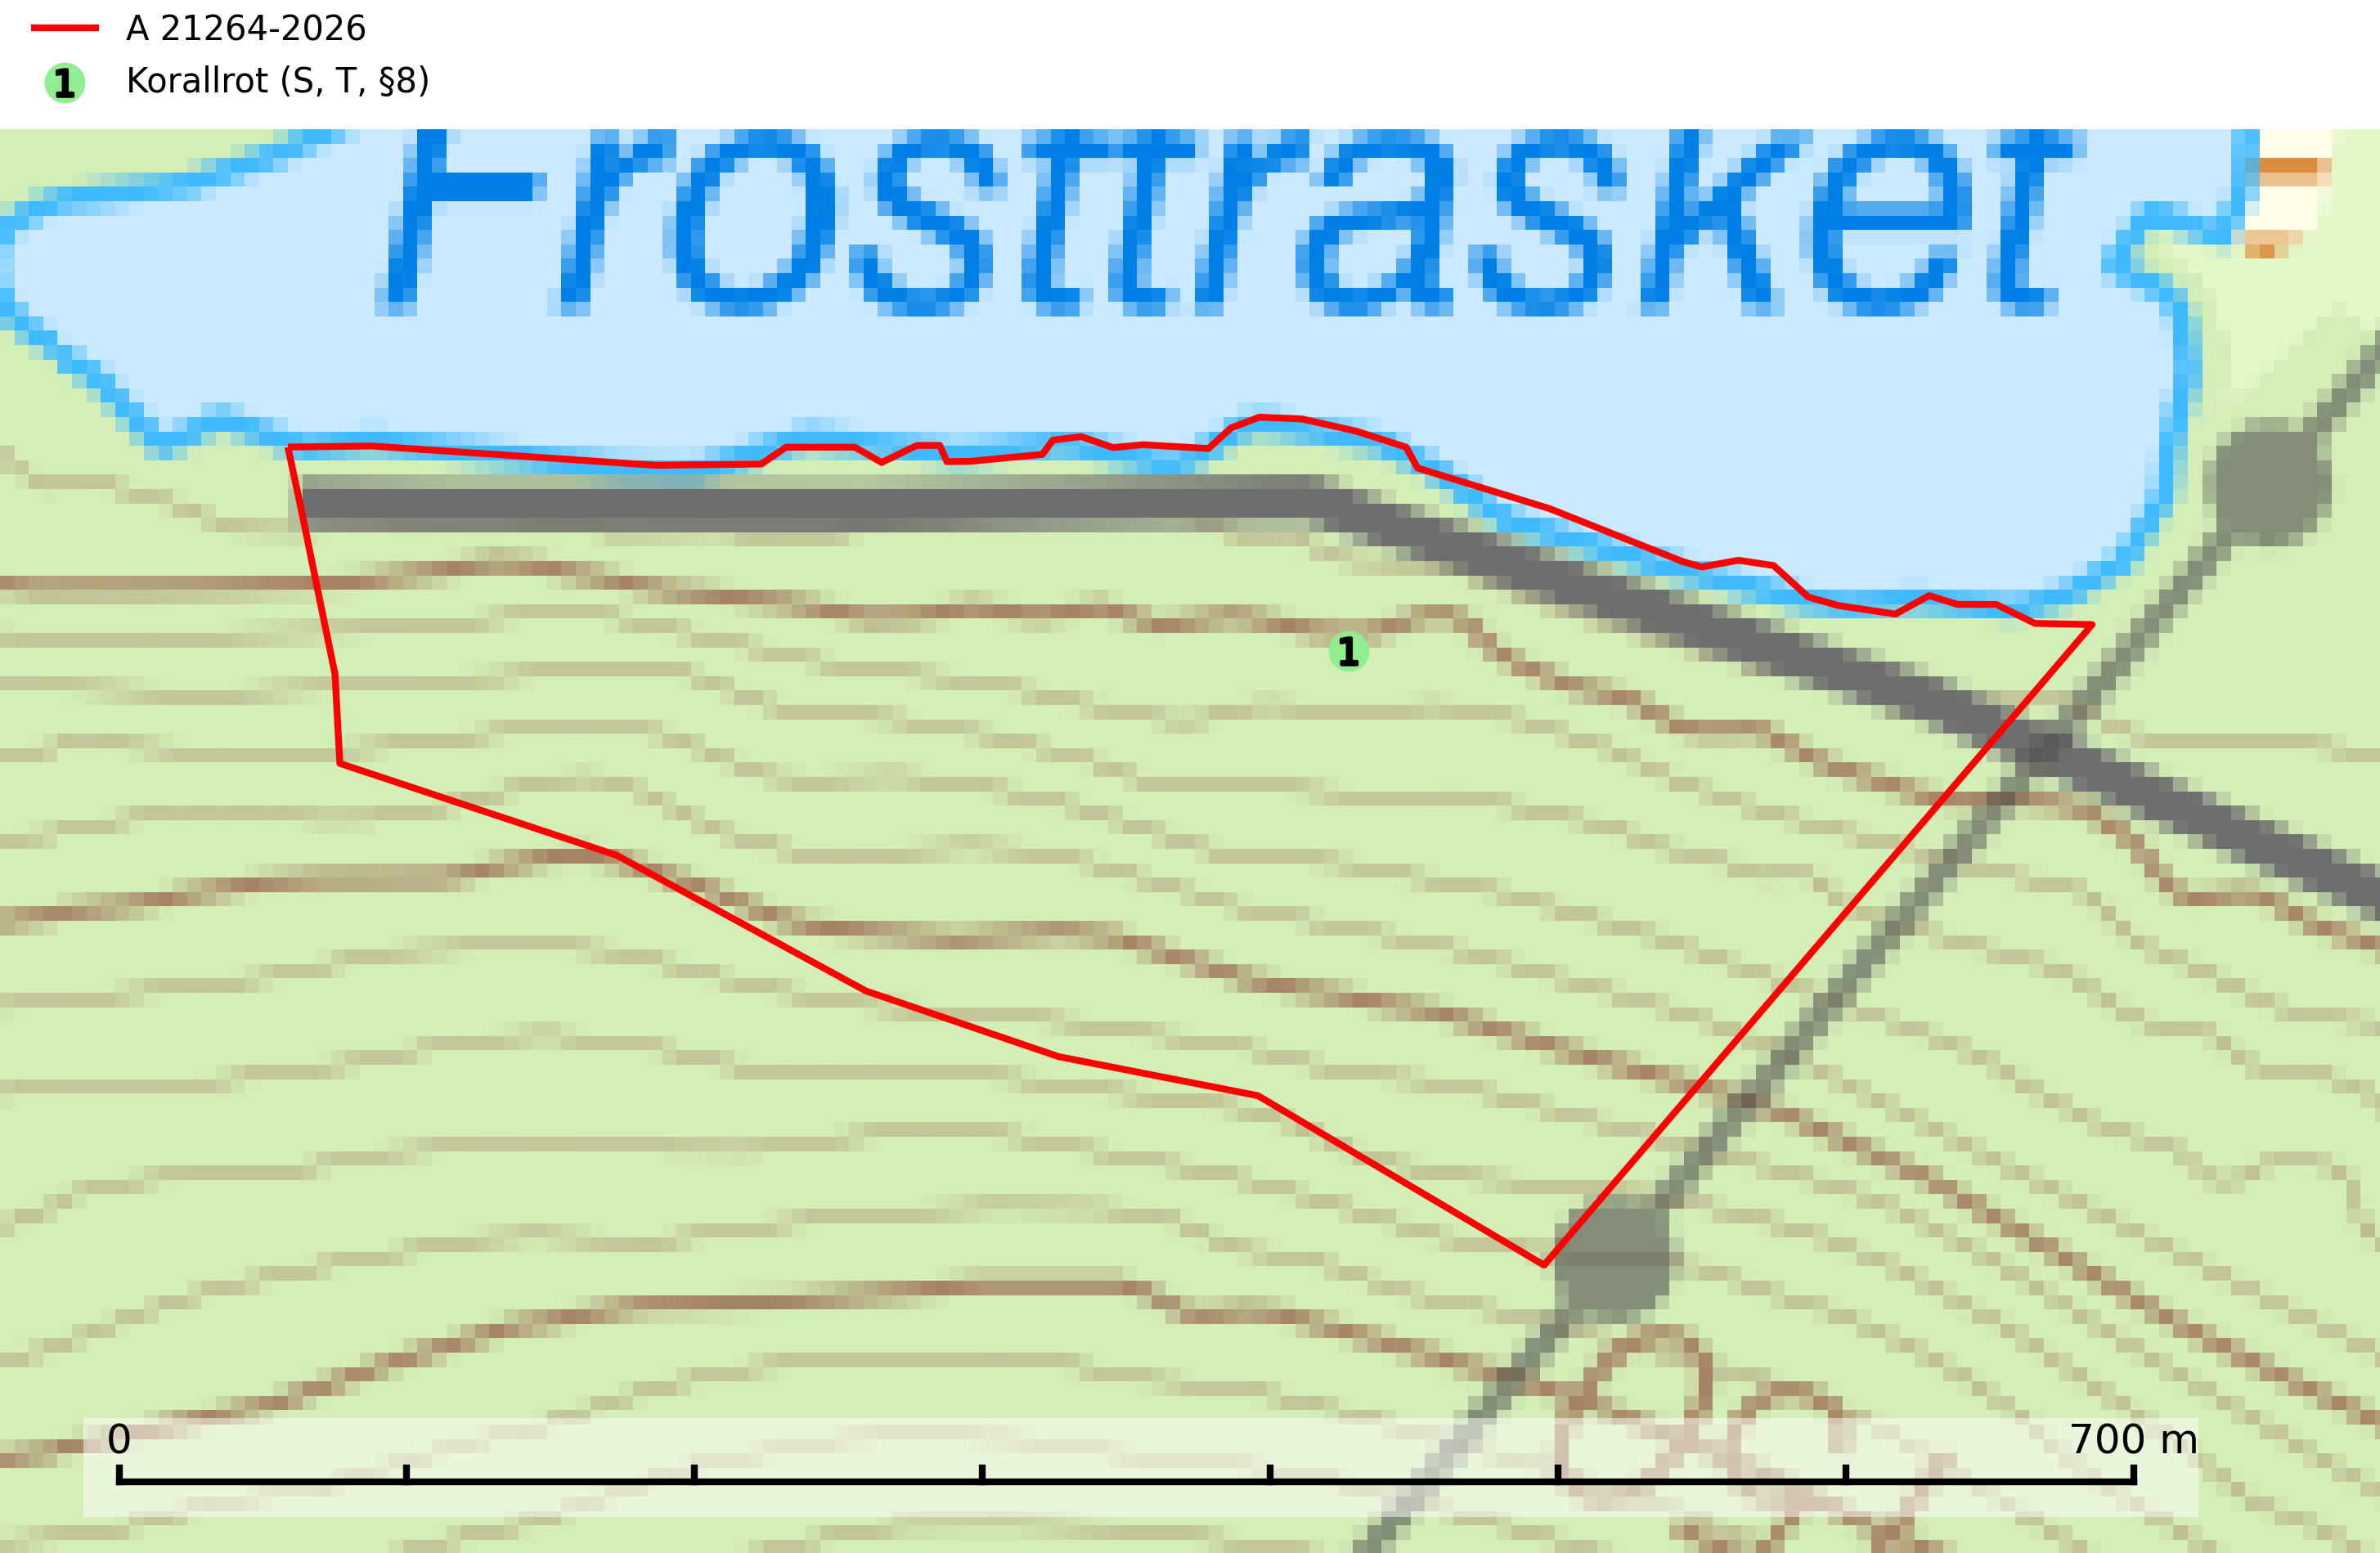 A 21264-2026
1 Korallrot (S, T, §8)
Frostträsket
1
0 700 m